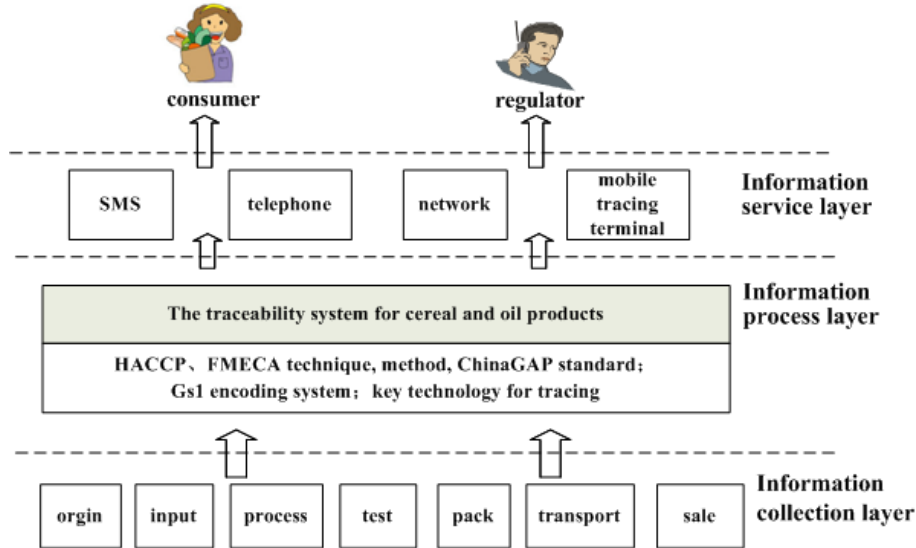 consumer
regulator
SMS
telephone
network
mobile
tracing
terminal
Information
service layer
The traceability system for cereal and oil products
HACCP、FMECA technique, method, ChinaGAP standard；
Gs1 encoding system；key technology for tracing
Information
process layer
orgin
input
process
test
pack
transport
sale
Information
collection layer